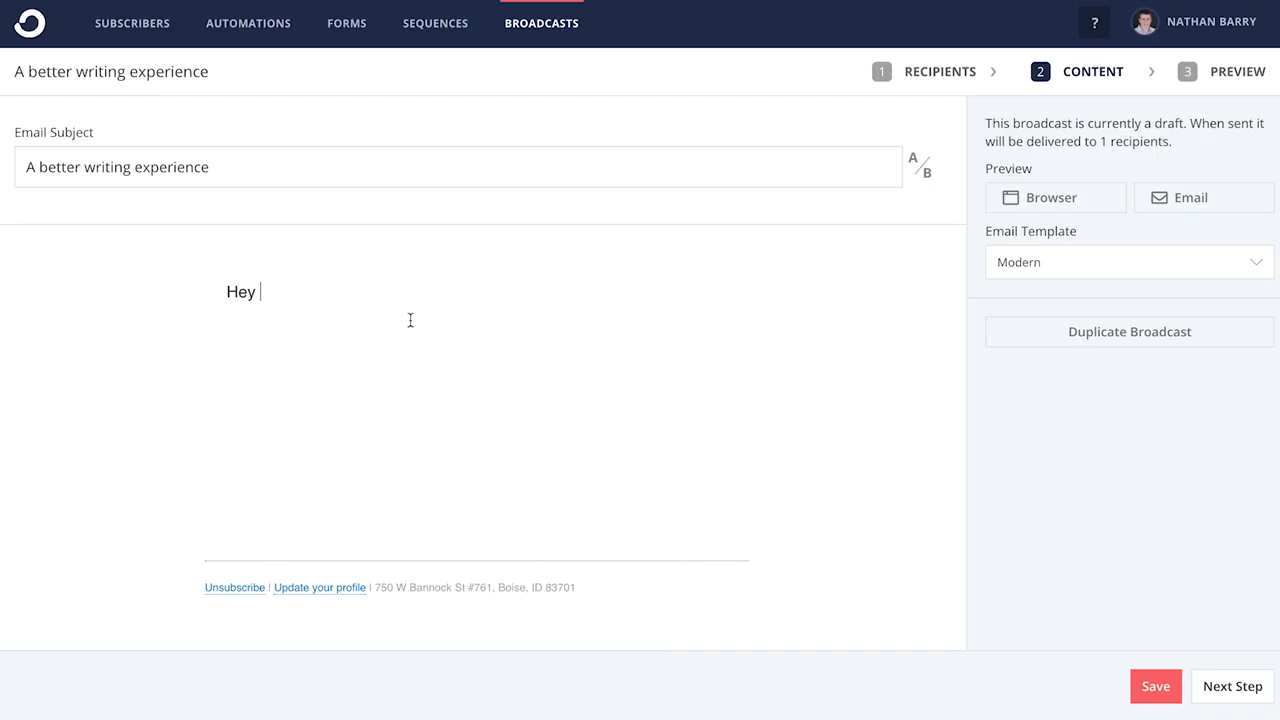 SUBSCRIBERS AUTOMATIONS FORMS SEQUENCES BROADCASTS ? NATHAN BARRY
A better writing experience
1 RECIPIENTS 2 CONTENT 3 PREVIEW
Email Subject
A better writing experience
A/B
Hey
Unsubscribe | Update your profile | 750 W Bannock St #761, Boise, ID 83701
This broadcast is currently a draft. When sent it
will be delivered to 1 recipients.
Preview
Browser Email
Email Template
Modern
Duplicate Broadcast
Save Next Step